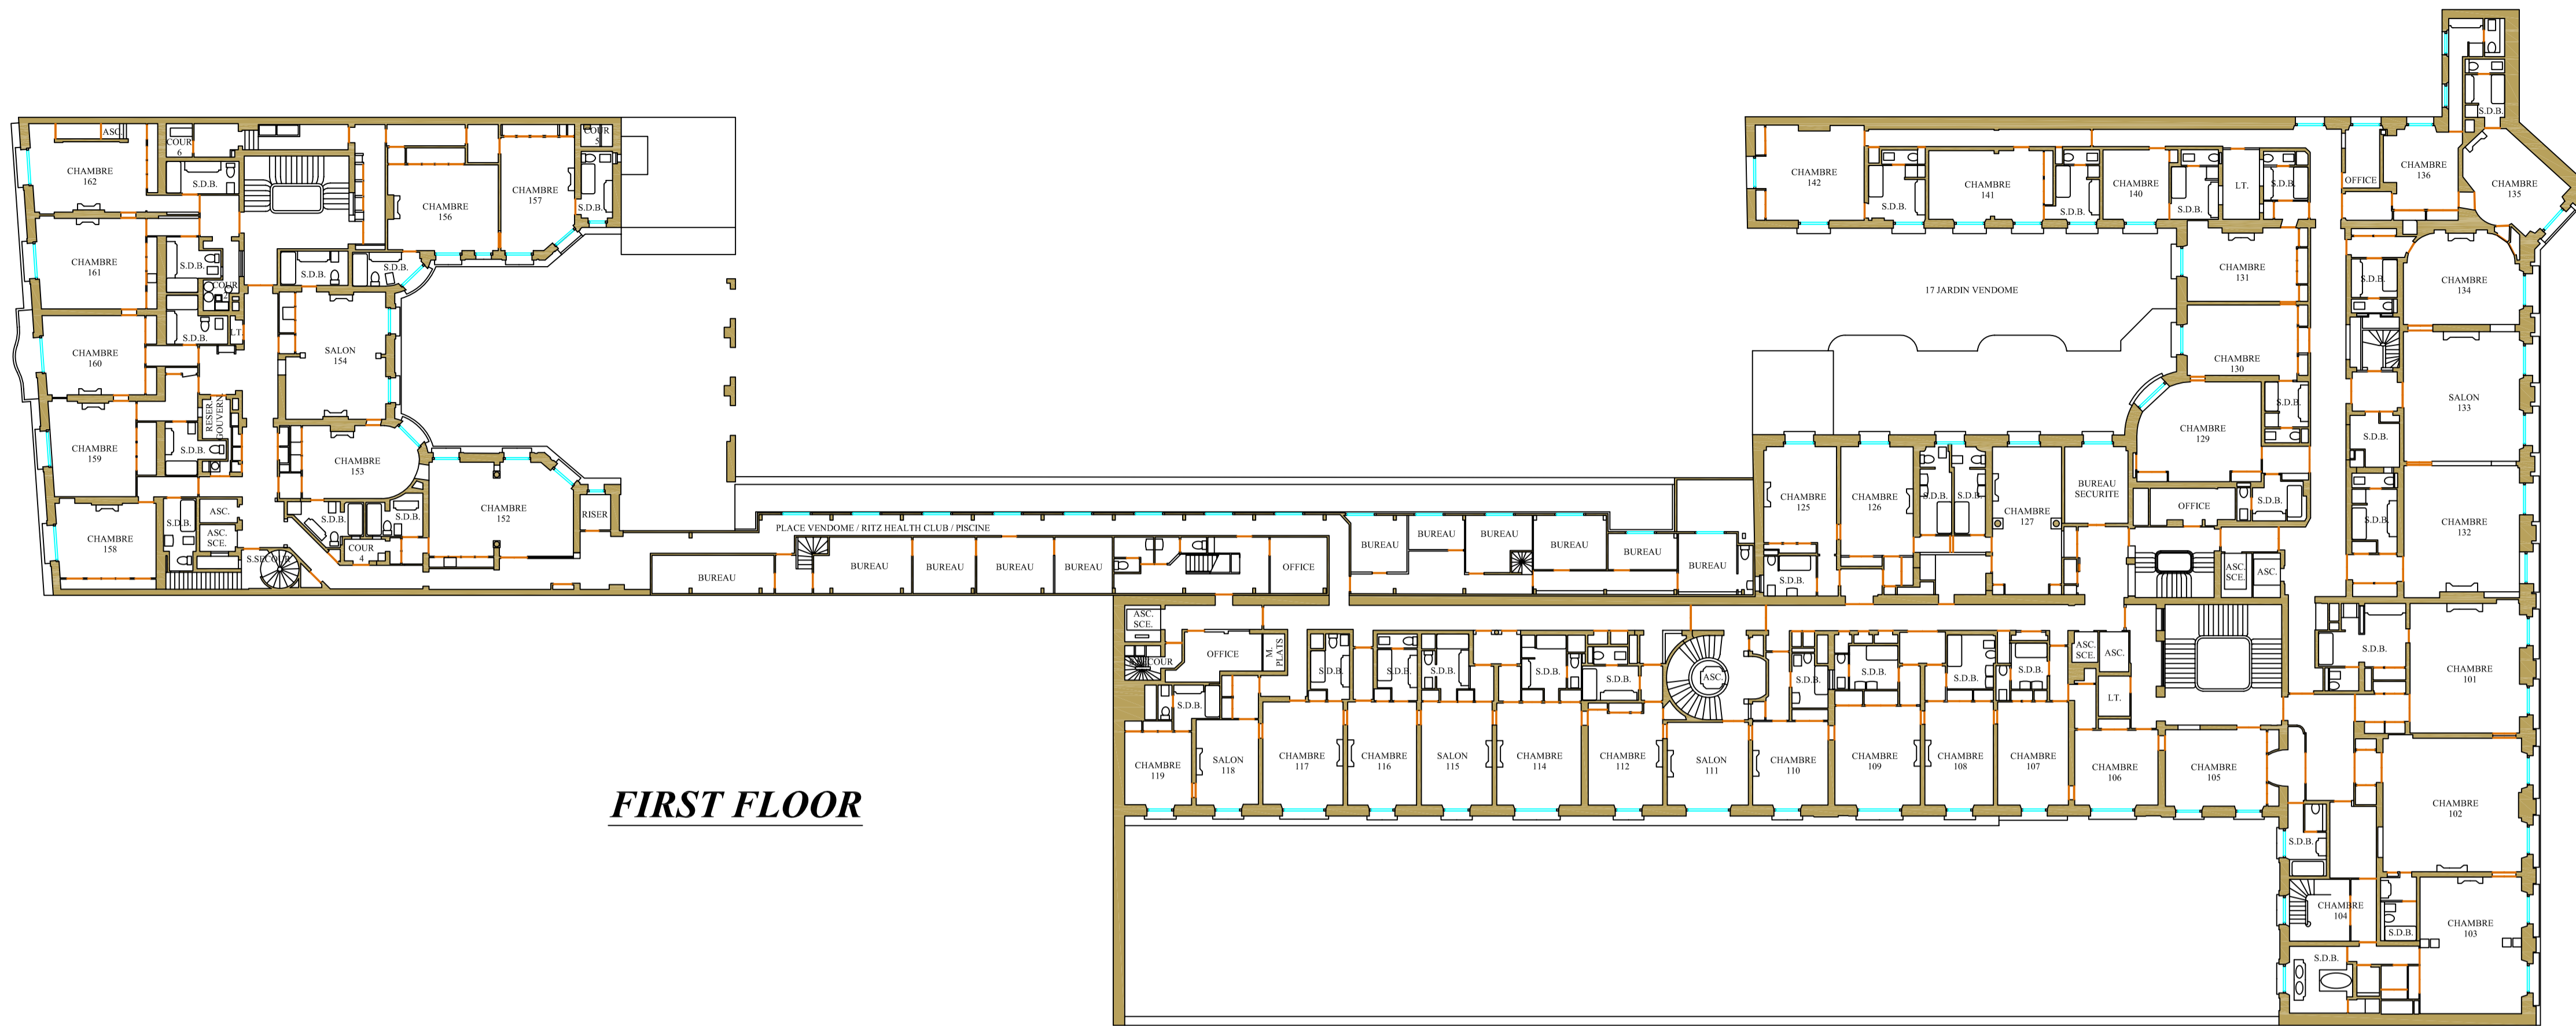 ASC.
COUR
6
CHAMBRE
162
S.D.B.
CHAMBRE
156
CHAMBRE
157
COUR
5
S.D.B.
CHAMBRE
161
S.D.B.
COUR
S.D.B.
S.D.B.
CHAMBRE
160
S.D.B.
LT.
SALON
154
CHAMBRE
159
RESER.
GOUVERN.
S.D.B.
CHAMBRE
153
CHAMBRE
158
S.D.B.
ASC.
ASC.
SCE.
S.SECOUR
S.D.B.
S.D.B.
COUR
4
CHAMBRE
152
RISER
PLACE VENDOME / RITZ HEALTH CLUB / PISCINE
BUREAU
BUREAU
BUREAU
BUREAU
BUREAU
OFFICE
BUREAU
BUREAU
BUREAU
BUREAU
BUREAU
BUREAU
CHAMBRE
142
S.D.B.
CHAMBRE
141
S.D.B.
CHAMBRE
140
S.D.B.
LT.
S.D.B.
OFFICE
CHAMBRE
136
S.D.B.
CHAMBRE
135
17 JARDIN VENDOME
CHAMBRE
131
S.D.B.
CHAMBRE
134
CHAMBRE
130
S.D.B.
SALON
133
CHAMBRE
129
S.D.B.
CHAMBRE
125
CHAMBRE
126
S.D.B.
S.D.B.
CHAMBRE
127
BUREAU
SECURITE
OFFICE
S.D.B.
S.D.B.
CHAMBRE
132
S.D.B.
ASC.
SCE.
ASC.
ASC.
SCE.
COUR
OFFICE
M.
PLATS
S.D.B.
S.D.B.
S.D.B.
S.D.B.
S.D.B.
S.D.B.
ASC.
S.D.B.
S.D.B.
S.D.B.
S.D.B.
ASC.
SCE.
ASC.
LT.
S.D.B.
CHAMBRE
101
CHAMBRE
119
SALON
118
CHAMBRE
117
CHAMBRE
116
SALON
115
CHAMBRE
114
CHAMBRE
112
SALON
111
CHAMBRE
110
CHAMBRE
109
CHAMBRE
108
CHAMBRE
107
CHAMBRE
106
CHAMBRE
105
CHAMBRE
102
FIRST FLOOR
S.D.B.
CHAMBRE
104
S.D.B.
CHAMBRE
103
S.D.B.